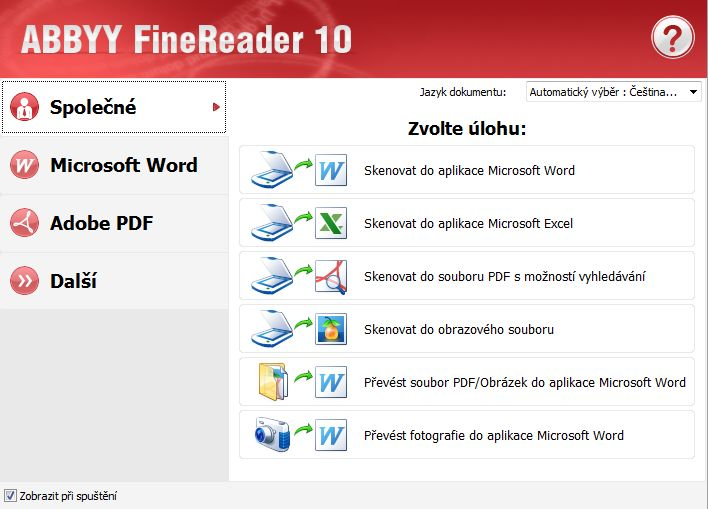 ABBYY FineReader 10
?
Jazyk dokumentu: Automatický výběr : Čeština...
Společné
Microsoft Word
Adobe PDF
Další
Zvolte úlohu:
Skenovat do aplikace Microsoft Word
Skenovat do aplikace Microsoft Excel
Skenovat do souboru PDF s možností vyhledávání
Skenovat do obrazového souboru
Převést soubor PDF/Obrázek do aplikace Microsoft Word
Převést fotografie do aplikace Microsoft Word
Zobrazit při spuštění